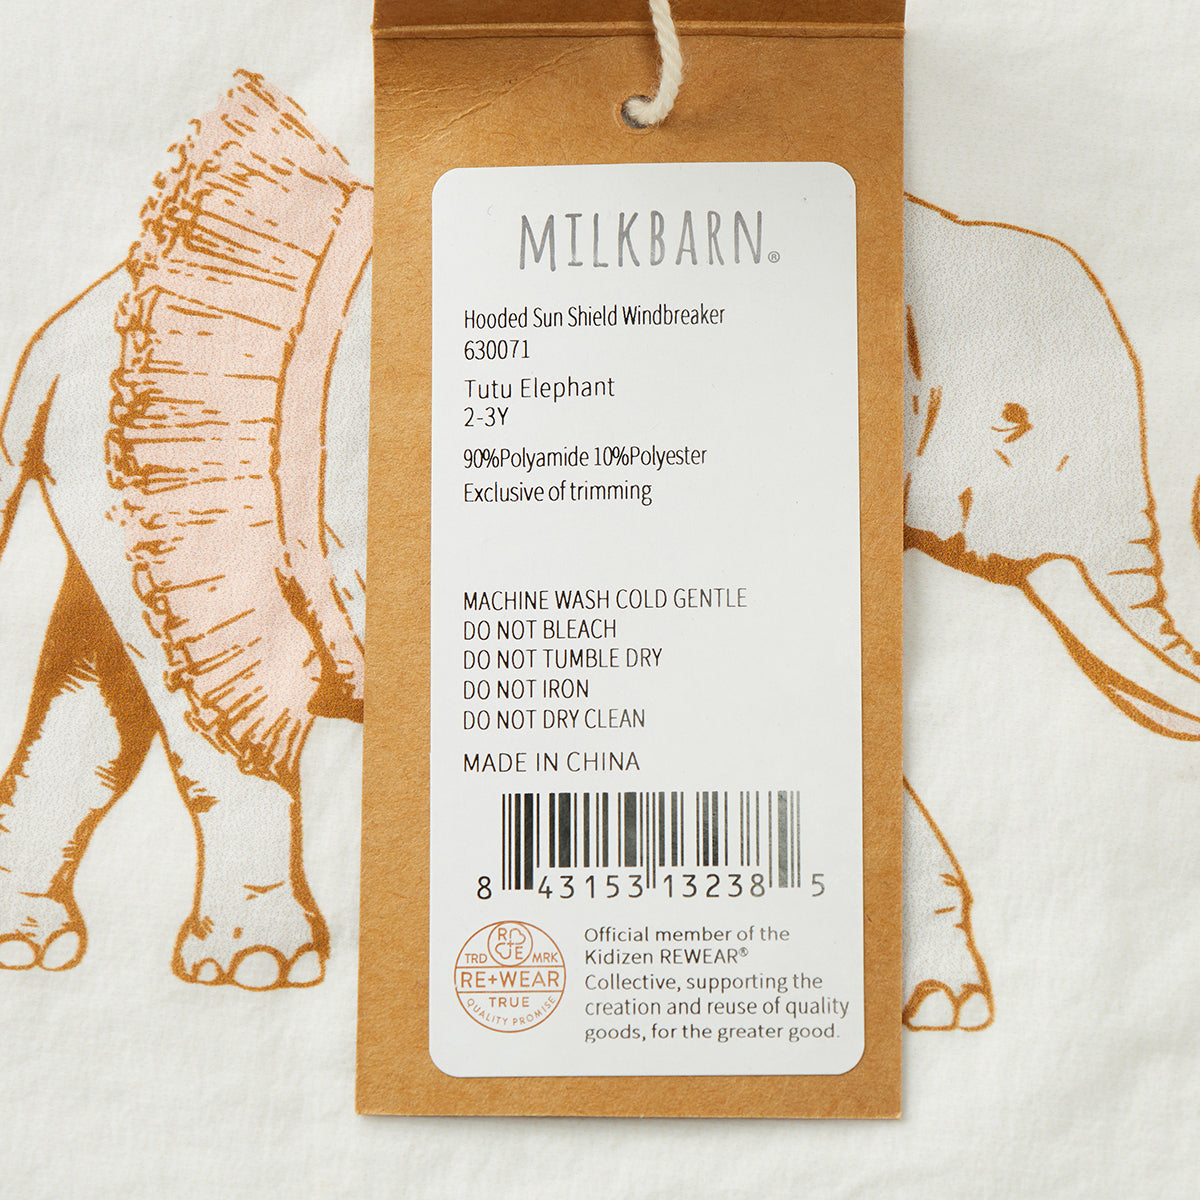 MILKBARN®
Hooded Sun Shield Windbreaker
630071
Tutu Elephant
2-3Y
90%Polyamide 10%Polyester
Exclusive of trimming
MACHINE WASH COLD GENTLE
DO NOT BLEACH
DO NOT TUMBLE DRY
DO NOT IRON
DO NOT DRY CLEAN
MADE IN CHINA
8 43153 13238 5
R
JE
TRD MRK
RE+WEAR
TRUE
QUALITY PROMISE
Official member of the
Kidizen REWEAR®
Collective, supporting the
creation and reuse of quality
goods, for the greater good.